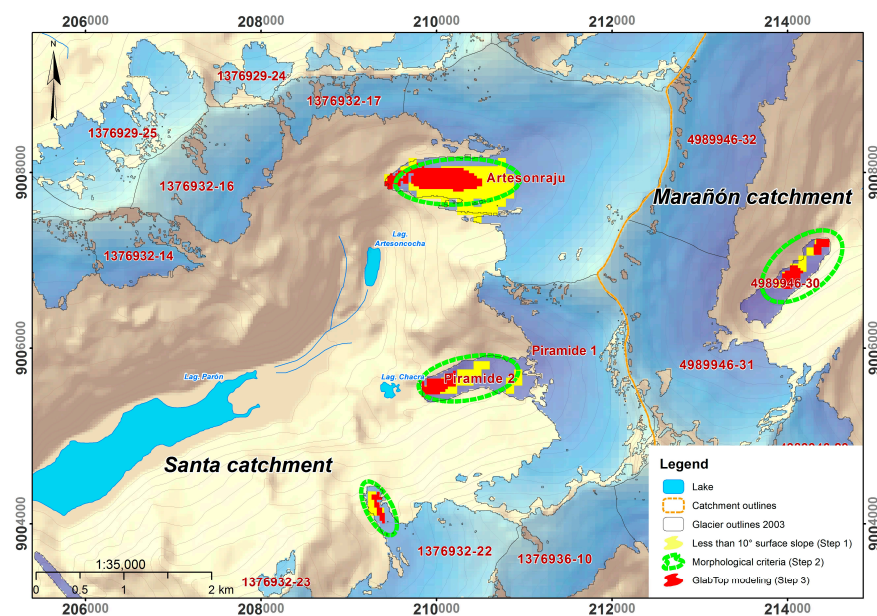 206000 208000 210000 212000 214000
N
1376929-24
1376932-17
1376929-25
4989946-32
9008000
9008000
Artesonraju
1376932-16
Marañón catchment
Lag.
Artesoncocha
1376932-14
4989946-30
9006000
9006000
Piramide 1
4989946-31
Lag. Parón
Lag. Chacra
Piramide 2
Santa catchment
Legend
Lake
Catchment outlines
Glacier outlines 2003
Less than 10° surface slope (Step 1)
Morphological criteria (Step 2)
GlabTop modeling (Step 3)
9004000
9004000
1376932-22
1376936-10
1:35,000
1376932-23
0 0.5 1 2 km
206000 208000 210000 212000 214000